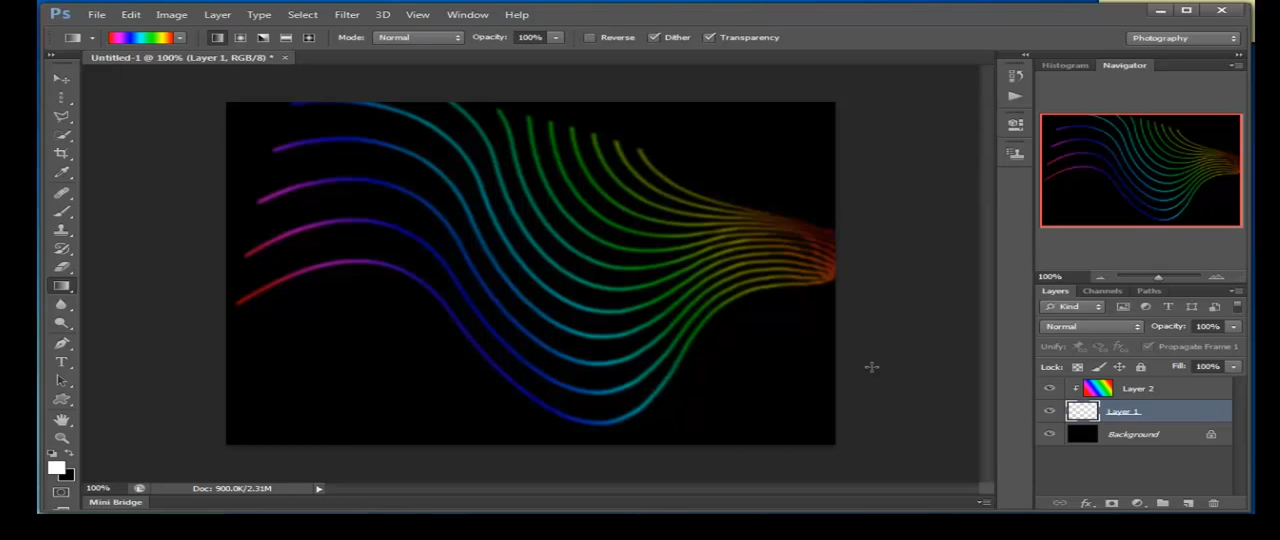 Ps File Edit Image Layer Type Select Filter 3D View Window Help
Mode: Normal Opacity: 100% Reverse Dither Transparency Photography
Untitled-1 @ 100% (Layer 1, RGB/8) * ×
Histogram Navigator
100%
Layers Channels Paths
Kind
Normal Opacity: 100%
Unify: Propagate Frame 1
Lock: Fill: 100%
Layer 2
Layer 1
Background
100% Doc: 900.0K/2.31M
Mini Bridge